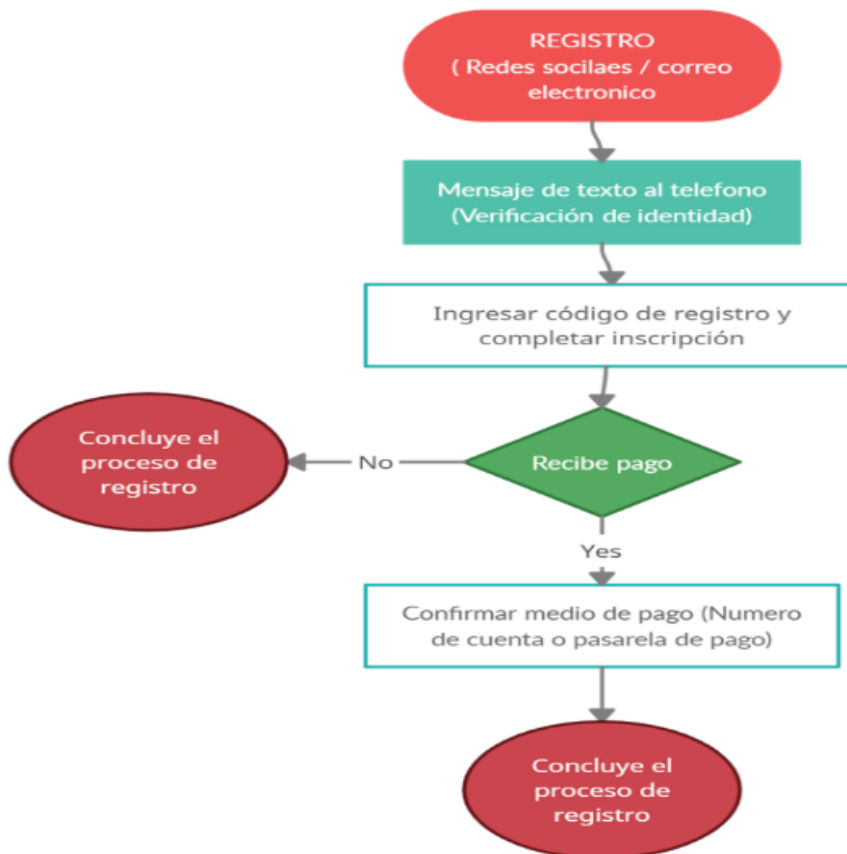 REGISTRO
( Redes socilaes / correo
electronico
Mensaje de texto al telefono
(Verificación de identidad)
Ingresar código de registro y
completar inscripción
Concluye el
proceso de
registro
No
Recibe pago
Yes
Confirmar medio de pago (Numero
de cuenta o pasarela de pago)
Concluye el
proceso de
registro